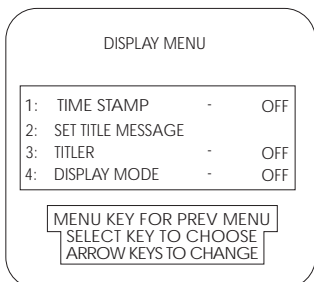 DISPLAY MENU
1: TIME STAMP - OFF
2: SET TITLE MESSAGE
3: TITLER - OFF
4: DISPLAY MODE - OFF
MENU KEY FOR PREV MENU
SELECT KEY TO CHOOSE
ARROW KEYS TO CHANGE